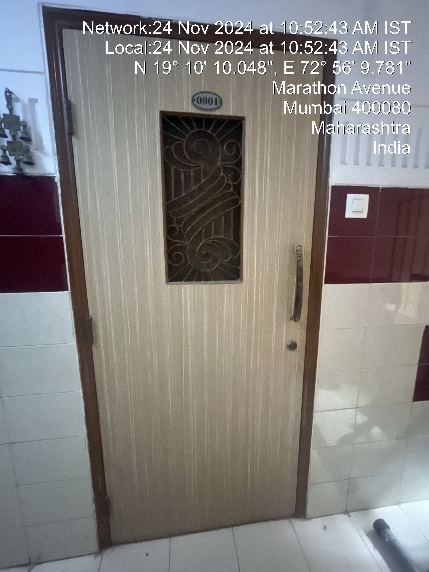 Network:24 Nov 2024 at 10:52:43 AM IST
Local:24 Nov 2024 at 10:52:43 AM IST
N 19° 10' 10.048", E 72° 56' 9.781"
Marathon Avenue
Mumbai 400080
Maharashtra
India
0901